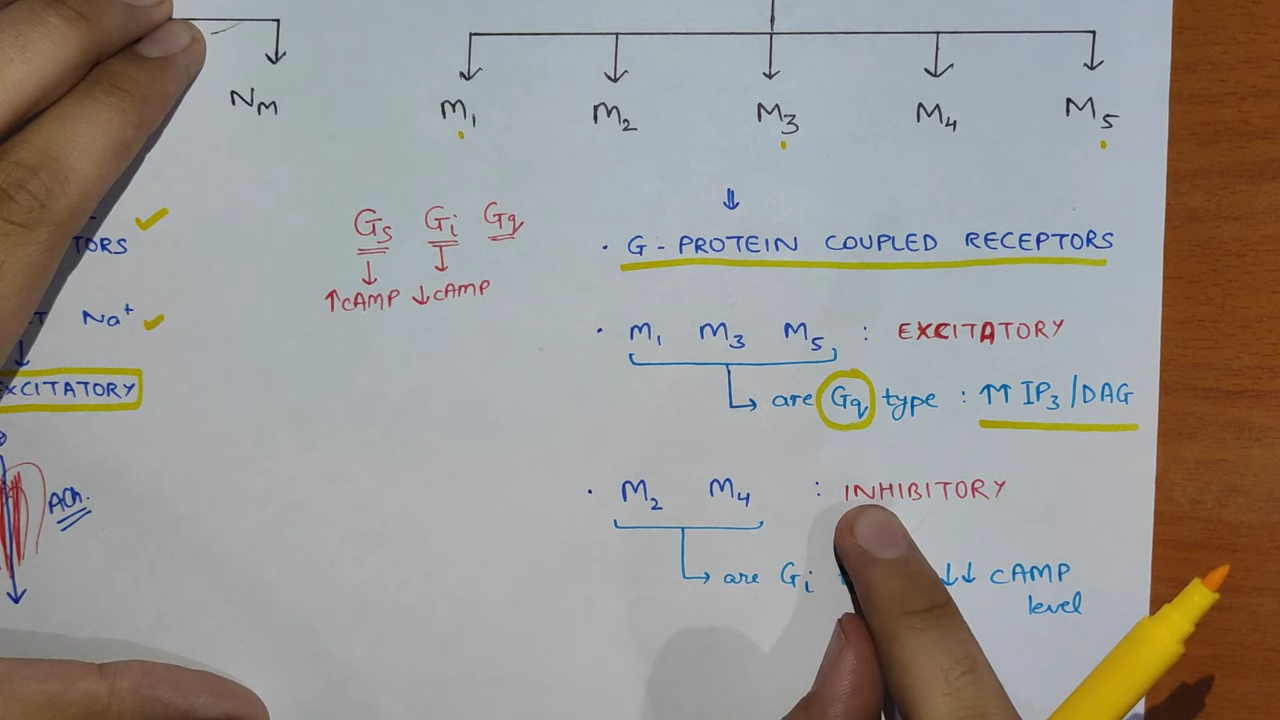 NM
M1 M2 M3 M4 M5
Gs Gi Gq
↑cAMP ↓cAMP
TORS
Na+
EXCITATORY
ACh.
· G-PROTEIN COUPLED RECEPTORS
· M1 M3 M5 : EXCITATORY
→ are Gq type : ↑↑ IP3/DAG
· M2 M4 : INHIBITORY
→ are Gi ↓↓ cAMP
level